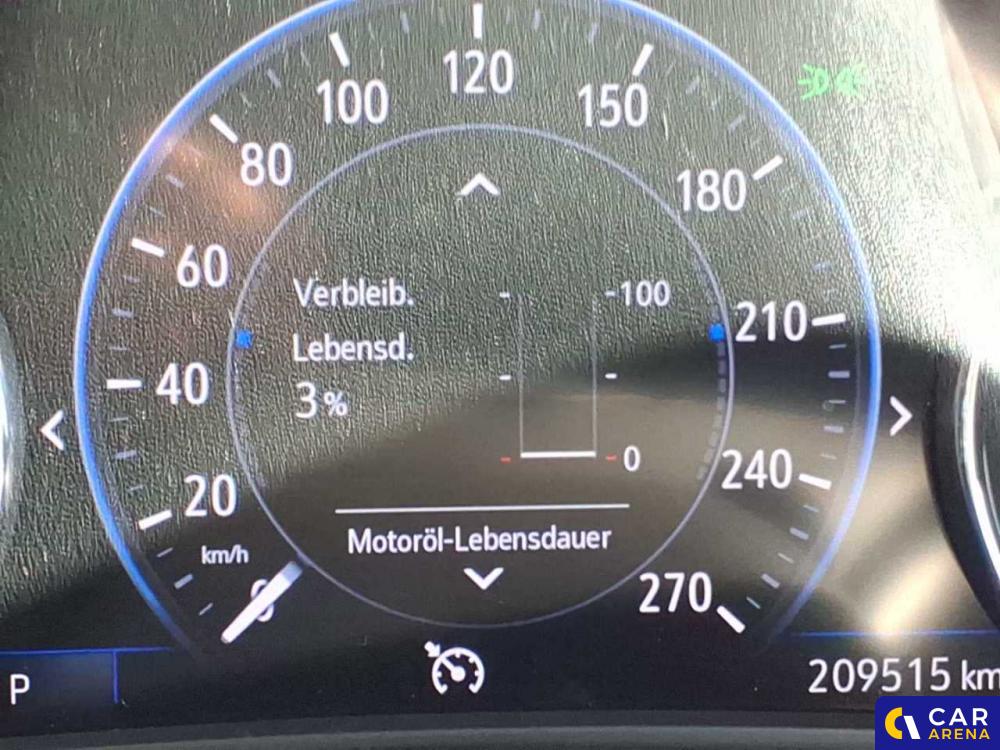 120
100
150
80
180
60
Verbleib.
-100
210
Lebensd.
40
3%
0
240
20
Motoröl-Lebensdauer
km/h
270
0
P
209515 km
CAR
ARENA